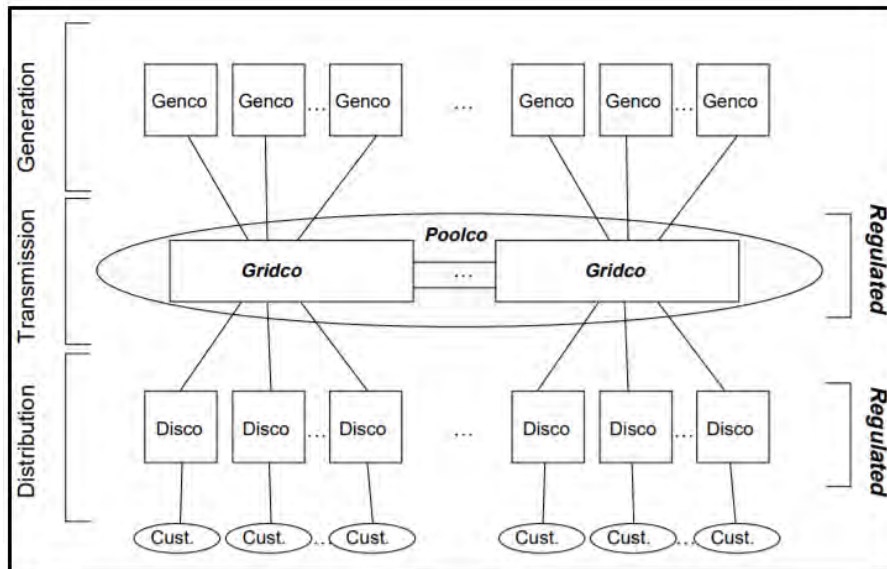 Generation
Genco Genco ... Genco ... Genco Genco ... Genco
Transmission
Poolco
Gridco ... Gridco
Regulated
Distribution
Disco Disco ... Disco ... Disco Disco ... Disco
Regulated
Cust. Cust. ... Cust. Cust. Cust. ... Cust.